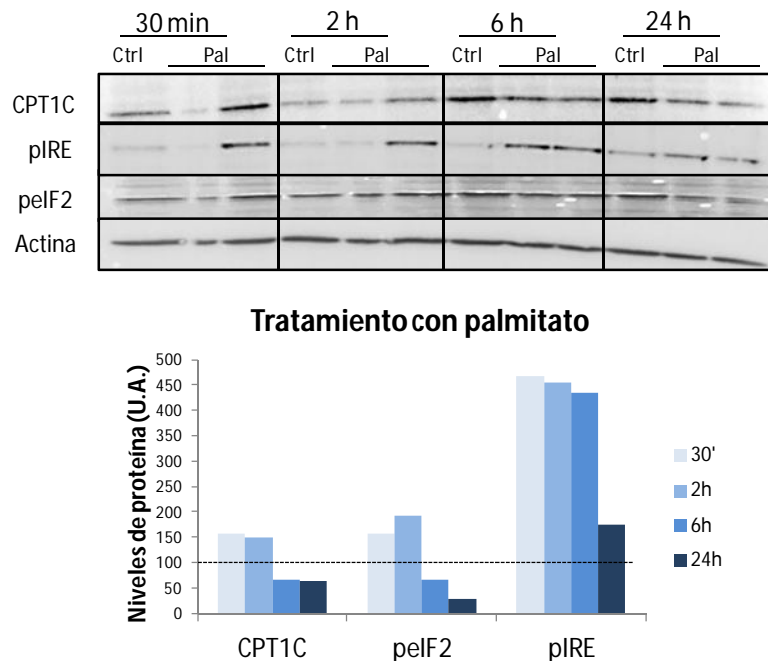 30 min 2 h 6 h 24 h
Ctrl Pal Ctrl Pal Ctrl Pal Ctrl Pal
CPT1C
pIRE
peIF2
Actina
Tratamiento con palmitato
Niveles de proteína (U.A.)
500
450
400
350
300
250
200
150
100
50
0
30'
2h
6h
24h
CPT1C peIF2 pIRE